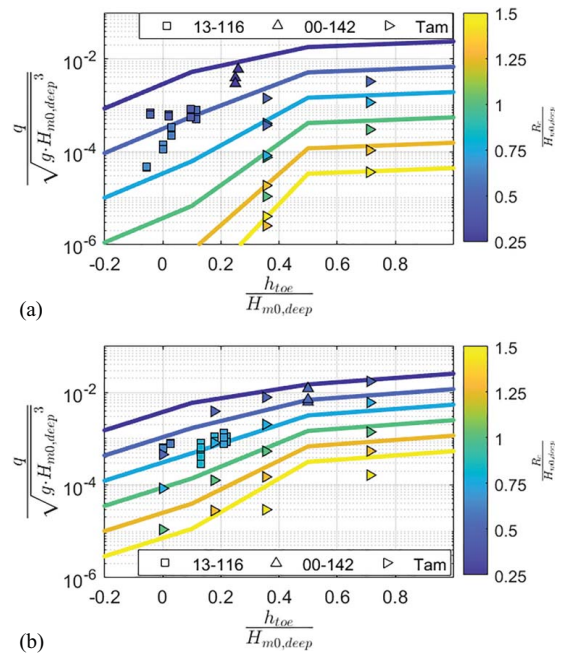 13-116 00-142 Tam
10^-2
10^-4
10^-6
q
√g·H_m0,deep^3
-0.2 0 0.2 0.4 0.6 0.8
h_toe
H_m0,deep
1.5
1.25
1
0.75
0.5
0.25
R_c
H_m0,deep
(a)
10^-2
10^-4
10^-6
q
√g·H_m0,deep^3
13-116 00-142 Tam
-0.2 0 0.2 0.4 0.6 0.8
h_toe
H_m0,deep
1.5
1.25
1
0.75
0.5
0.25
R_c
H_m0,deep
(b)